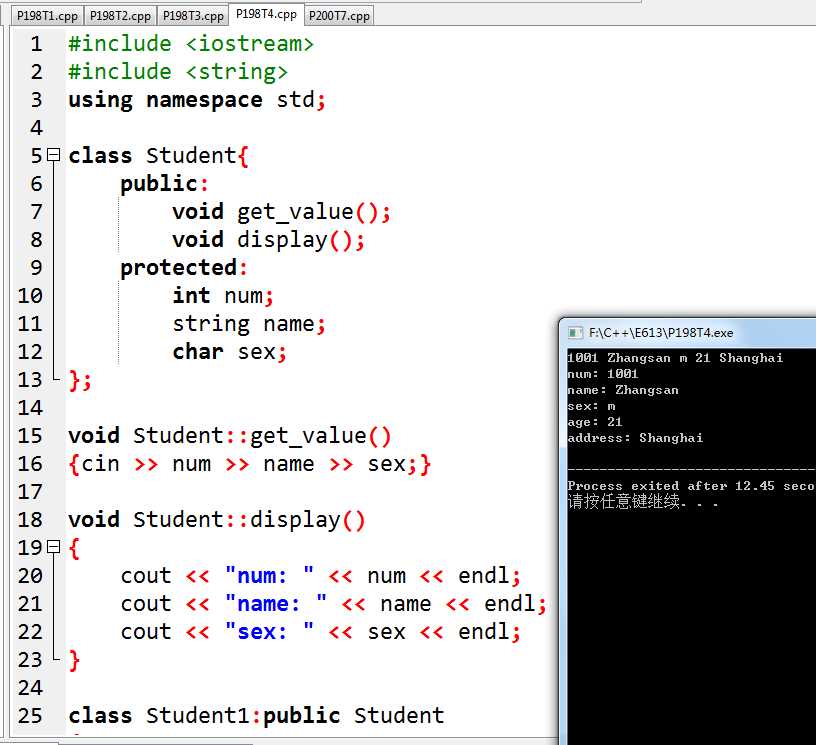 P198T1.cpp P198T2.cpp P198T3.cpp P198T4.cpp P200T7.cpp
1 #include <iostream>
2 #include <string>
3 using namespace std;
4
5 class Student{
6 public:
7 void get_value();
8 void display();
9 protected:
10 int num;
11 string name;
12 char sex;
13 };
14
15 void Student::get_value()
16 {cin >> num >> name >> sex;}
17
18 void Student::display()
19 {
20 cout << "num: " << num << endl;
21 cout << "name: " << name << endl;
22 cout << "sex: " << sex << endl;
23 }
24
25 class Student1:public Student
F:\C++\E613\P198T4.exe
1001 Zhangsan m 21 Shanghai
num: 1001
name: Zhangsan
sex: m
age: 21
address: Shanghai
--------------------------------
Process exited after 12.45 seco
请按任意键继续. . .